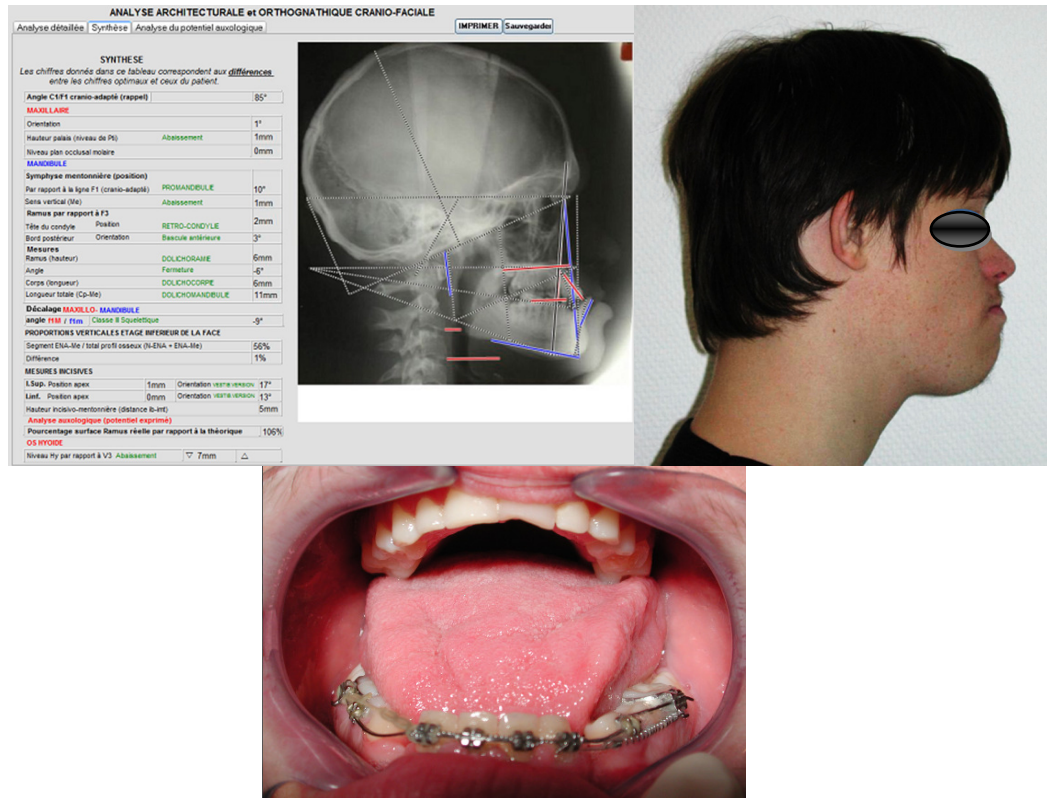 ANALYSE ARCHITECTURALE et ORTHOGNATHIQUE CRANIO-FACIALE
Analyse détaillée Synthèse Analyse du potentiel auxologique IMPRIMER Sauvegarder
SYNTHESE
Les chiffres donnés dans ce tableau correspondent aux différences
entre les chiffres optimaux et ceux du patient.
Angle C1/F1 cranio-adapté (rappel) 85°
MAXILLAIRE
Orientation 1°
Hauteur palais (niveau de Pti) Abaissement 1mm
Niveau plan occlusal molaire 0mm
MANDIBULE
Symphyse mentonnière (position)
Par rapport à la ligne F1 (cranio-adapté) PROMANDIBULIE 10°
Sens vertical (Me) Abaissement 1mm
Ramus par rapport à F3
Tête du condyle Position RETRO-CONDYLIE 2mm
Bord postérieur Orientation Bascule antérieure 3°
Mesures
Ramus (hauteur) DOLICHORAMIE 6mm
Angle Fermeture -6°
Corps (longueur) DOLICHOCORPIE 6mm
Longueur totale (Cp-Me) DOLICHOMANDIBULIE 11mm
Décalage MAXILLO- MANDIBULE
angle f1M / f1m Classe III Squelettique -9°
PROPORTIONS VERTICALES ETAGE INFERIEUR DE LA FACE
Segment ENA-Me / total profil osseux (N-ENA + ENA-Me) 56%
Différence 1%
MESURES INCISIVES
I.Sup. Position apex 1mm Orientation VESTIB.VERSION 17°
I.inf. Position apex 0mm Orientation VESTIB.VERSION 13°
Hauteur incisivo-mentonnière (distance Ib-imt) 5mm
Analyse auxologique (potentiel exprimé)
Pourcentage surface Ramus réelle par rapport à la théorique 106%
OS HYOIDE
Niveau Hy par rapport à V3 Abaissement ▽ 7mm △